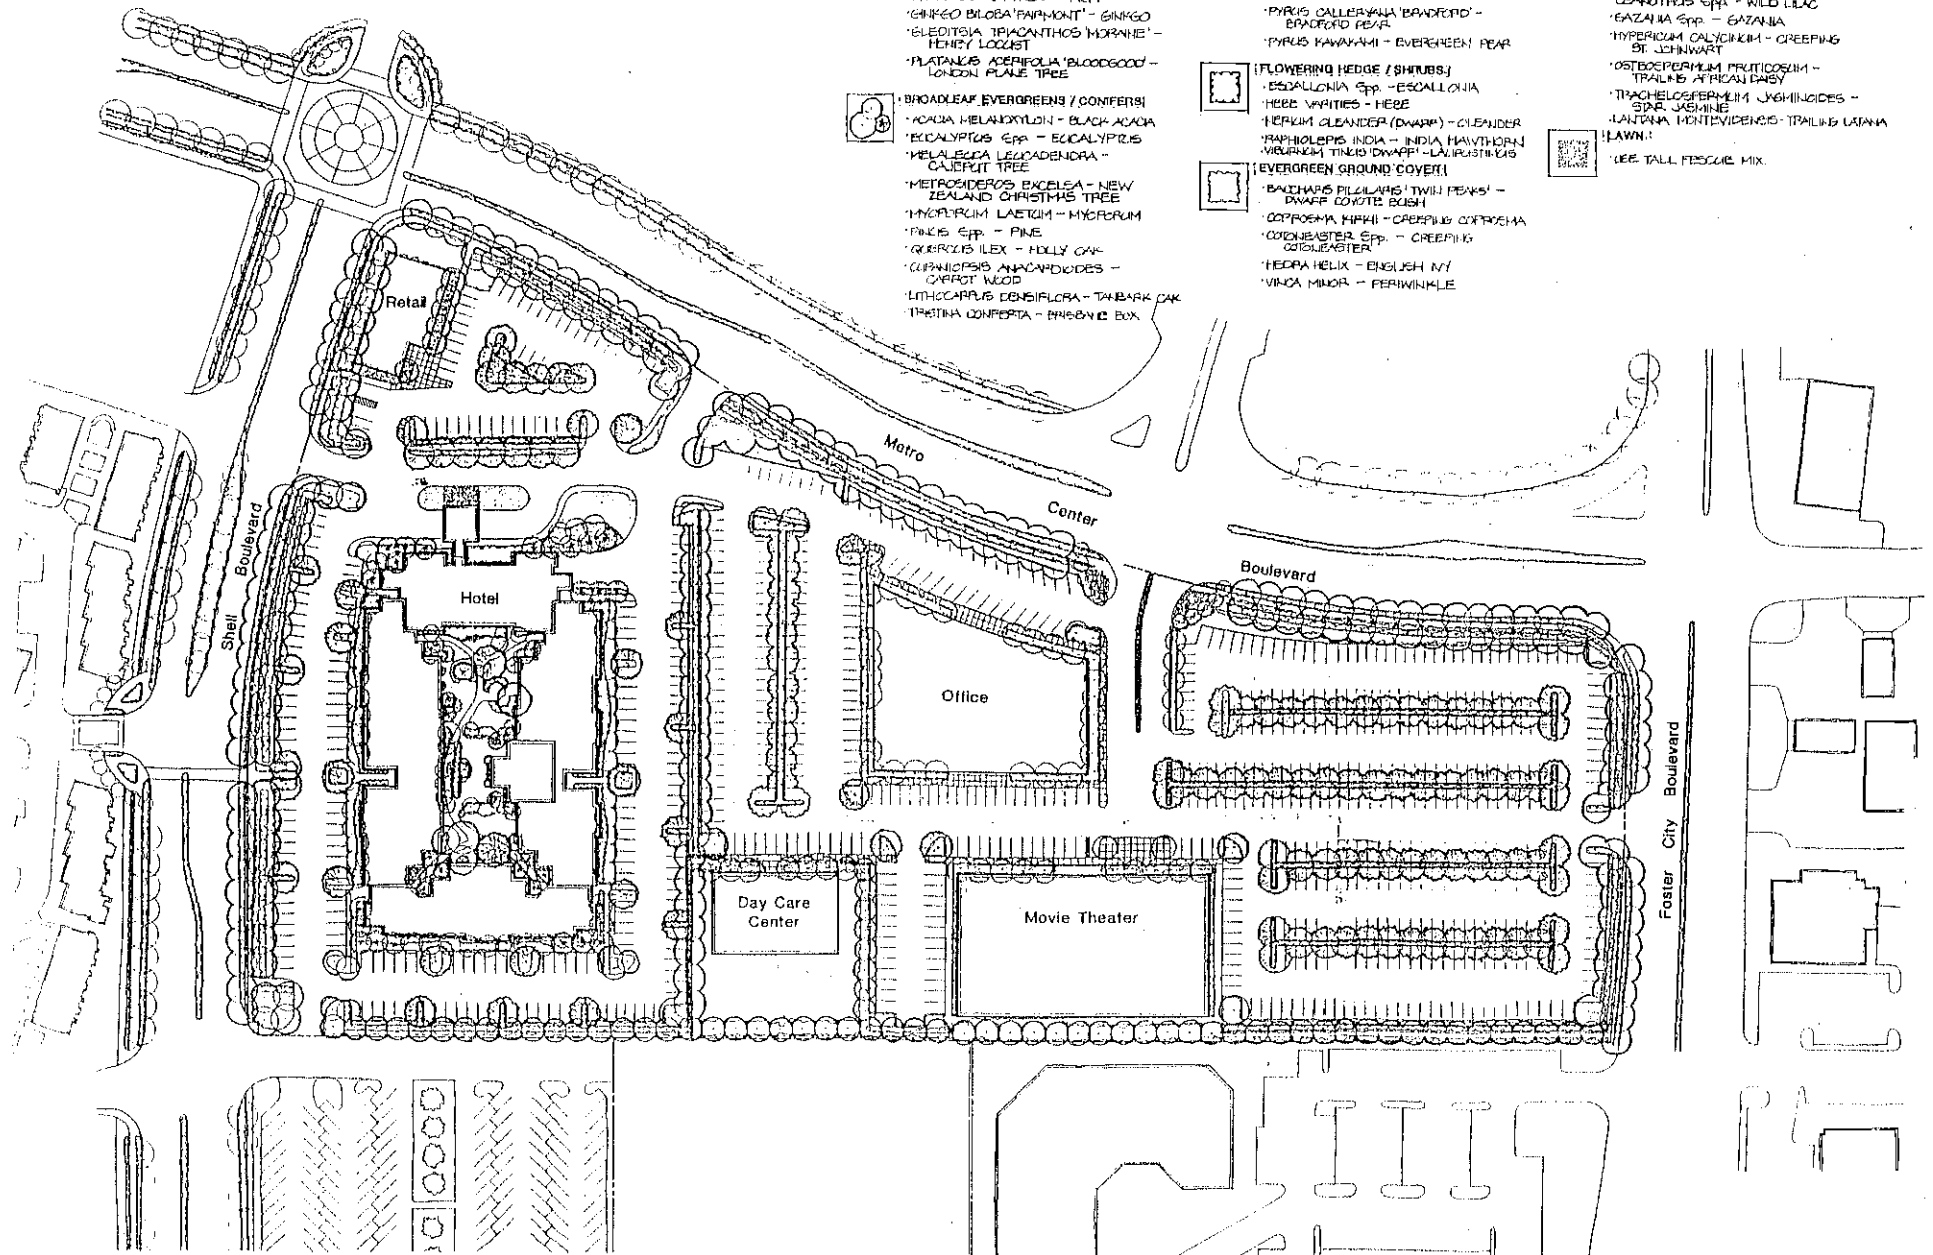 ·GINKGO BILOBA 'FAIRMONT' - GINKGO
·GLEDITSIA TRIACANTHOS 'MORAINE' -
LOCUST
·PLATANUS ACERIFOLIA 'BLOODGOOD' -
LONDON PLANE TREE
BROADLEAF EVERGREENS / CONIFERS:
·ACACIA MELANOXYLON - BLACK ACACIA
·EUCALYPTUS Spp. - EUCALYPTUS
·MELALEUCA LEUCADENDRA -
CAJEPUT TREE
·METROSIDEROS EXCELSA - NEW
ZEALAND CHRISTMAS TREE
·MYOPORUM LAETUM - MYOPORUM
·PINUS Spp. - PINE
·QUERCUS ILEX - HOLLY OAK
·CUPANIOPSIS ANACARDIODES -
CARROT WOOD
·LITHOCARPUS DENSIFLORA - TANBARK OAK
·TRISTINA CONFERTA - BRISBANE BOX
·PYRUS CALLERYANA 'BRADFORD' -
BRADFORD PEAR
·PYRUS KAWAKAMI - EVERGREEN PEAR
FLOWERING HEDGE / SHRUBS:
·ESCALLONIA Spp. - ESCALLONIA
·HEBE VARITIES - HEBE
·NERIUM OLEANDER (DWARF) - OLEANDER
·RAPHIOLEPIS INDIA - INDIA HAWTHORN
·VIBURNUM TINUS 'DWARF' - LAURUSTINUS
EVERGREEN GROUND COVER:
·BACCHARIS PILULARIS 'TWIN PEAKS' -
DWARF COYOTE BUSH
·COPROSMA KIRKII - CREEPING COPROSMA
·COTONEASTER Spp. - CREEPING
COTONEASTER
·HEDRA HELIX - ENGLISH IVY
·VINCA MINOR - PERIWINKLE
CEANOTHUS Spp. - WILD LILAC
·GAZANIA Spp. - GAZANIA
·HYPERICUM CALYCINUM - CREEPING
ST. JOHNWART
·OSTEOSPERMUM FRUTICOSUM -
TRAILING AFRICAN DAISY
·TRACHELOSPERMUM JASMINOIDES -
STAR JASMINE
·LANTANA MONTEVIDENSIS - TRAILING LATANA
LAWN:
TALL FESCUE MIX.
Retail
Metro
Center
Boulevard
Shell
Boulevard
Hotel
Office
Day Care
Center
Movie Theater
Foster City Boulevard